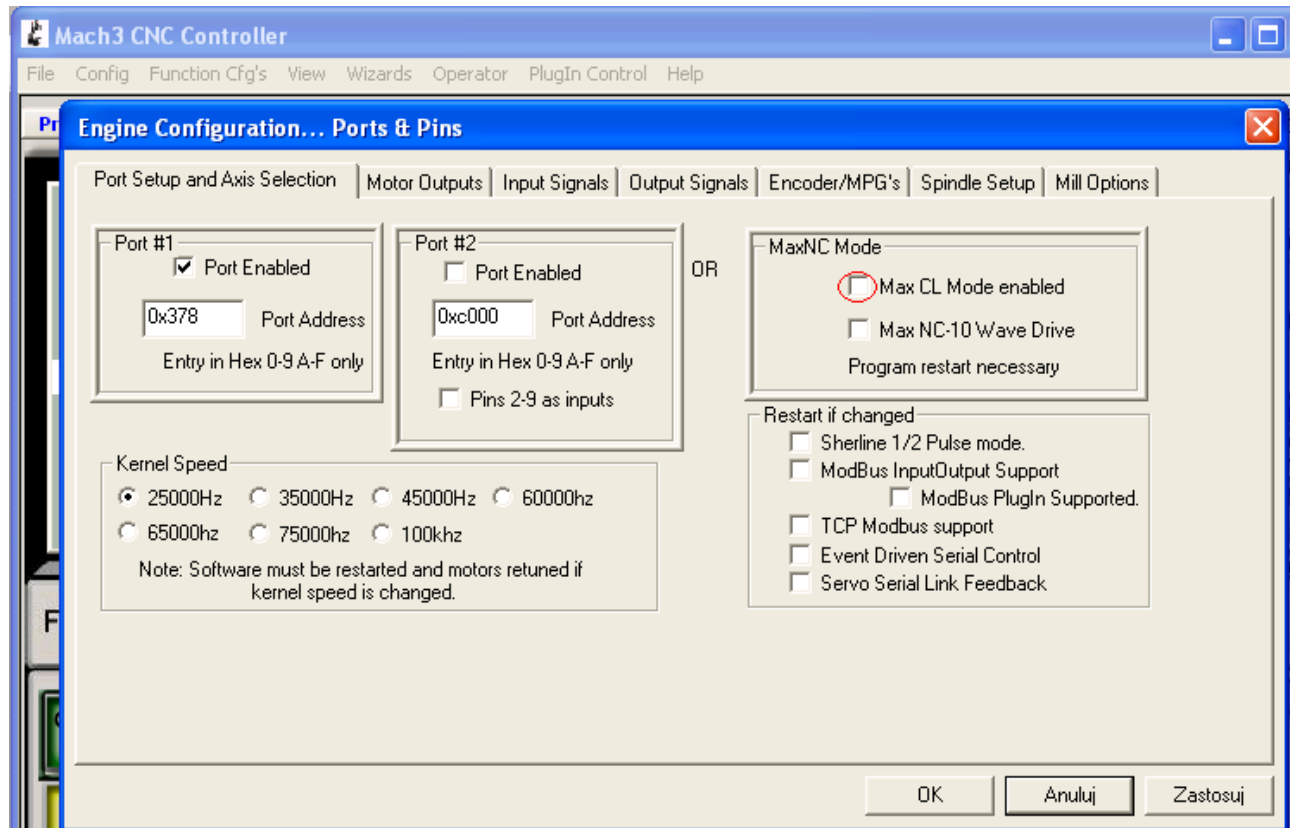 Mach3 CNC Controller
File Config Function Cfg's View Wizards Operator PlugIn Control Help
Pr
Engine Configuration... Ports & Pins
Port Setup and Axis Selection Motor Outputs Input Signals Output Signals Encoder/MPG's Spindle Setup Mill Options
Port #1
Port Enabled
0x378 Port Address
Entry in Hex 0-9 A-F only
Port #2
Port Enabled
0xc000 Port Address
Entry in Hex 0-9 A-F only
Pins 2-9 as inputs
OR
MaxNC Mode
Max CL Mode enabled
Max NC-10 Wave Drive
Program restart necessary
Kernel Speed
25000Hz 35000Hz 45000Hz 60000hz
65000hz 75000hz 100khz
Note: Software must be restarted and motors retuned if
kernel speed is changed.
Restart if changed
Sherline 1/2 Pulse mode.
ModBus InputOutput Support
ModBus PlugIn Supported.
TCP Modbus support
Event Driven Serial Control
Servo Serial Link Feedback
F
OK Anuluj Zastosuj